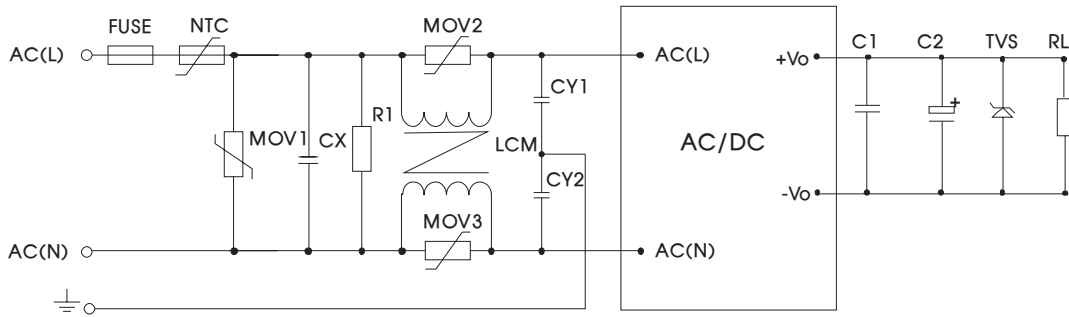 FUSE
NTC
MOV2
C1
C2
TVS
RL
AC(L)
AC(L)
+Vo
CY1
+
R1
MOV1
CX
LCM
AC/DC
CY2
-Vo
MOV3
AC(N)
AC(N)